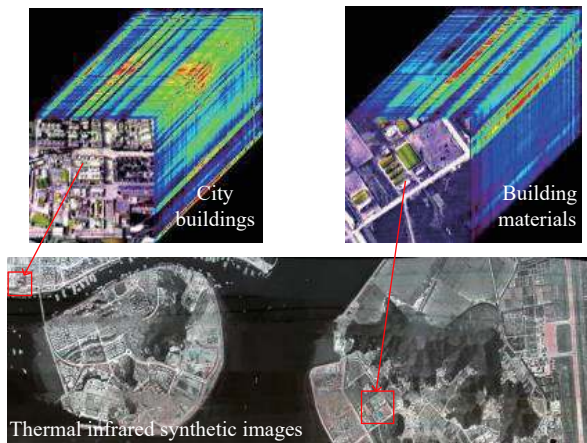 City
buildings
Building
materials
Thermal infrared synthetic images